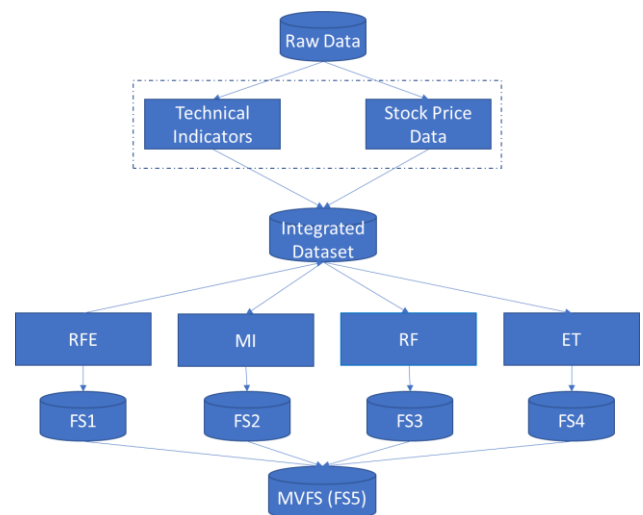 Raw Data
Technical
Indicators
Stock Price
Data
Integrated
Dataset
RFE
MI
RF
ET
FS1
FS2
FS3
FS4
MVFS (FS5)